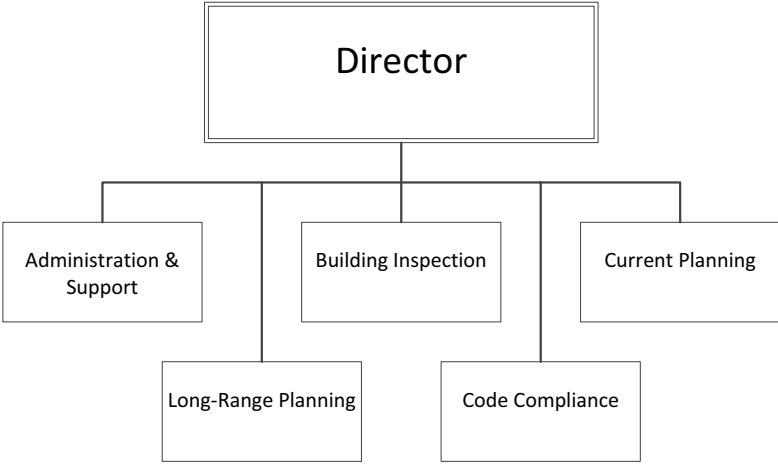 Director
Administration &
Support
Building Inspection
Current Planning
Long-Range Planning
Code Compliance